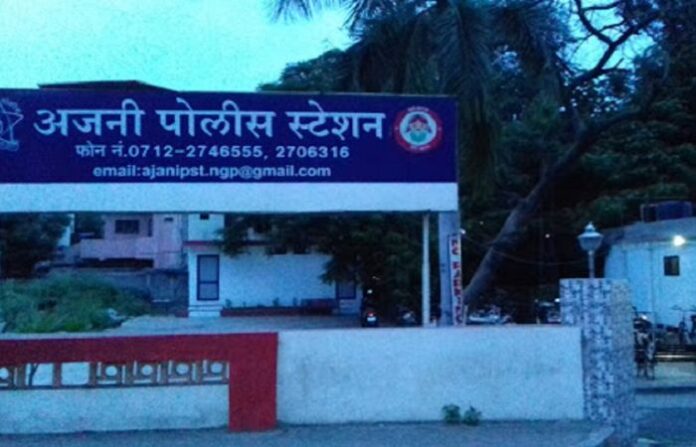 अजनी पोलीस स्टेशन
फोन नं.0712-2746555, 2706316
email:ajanipst.ngp@gmail.com